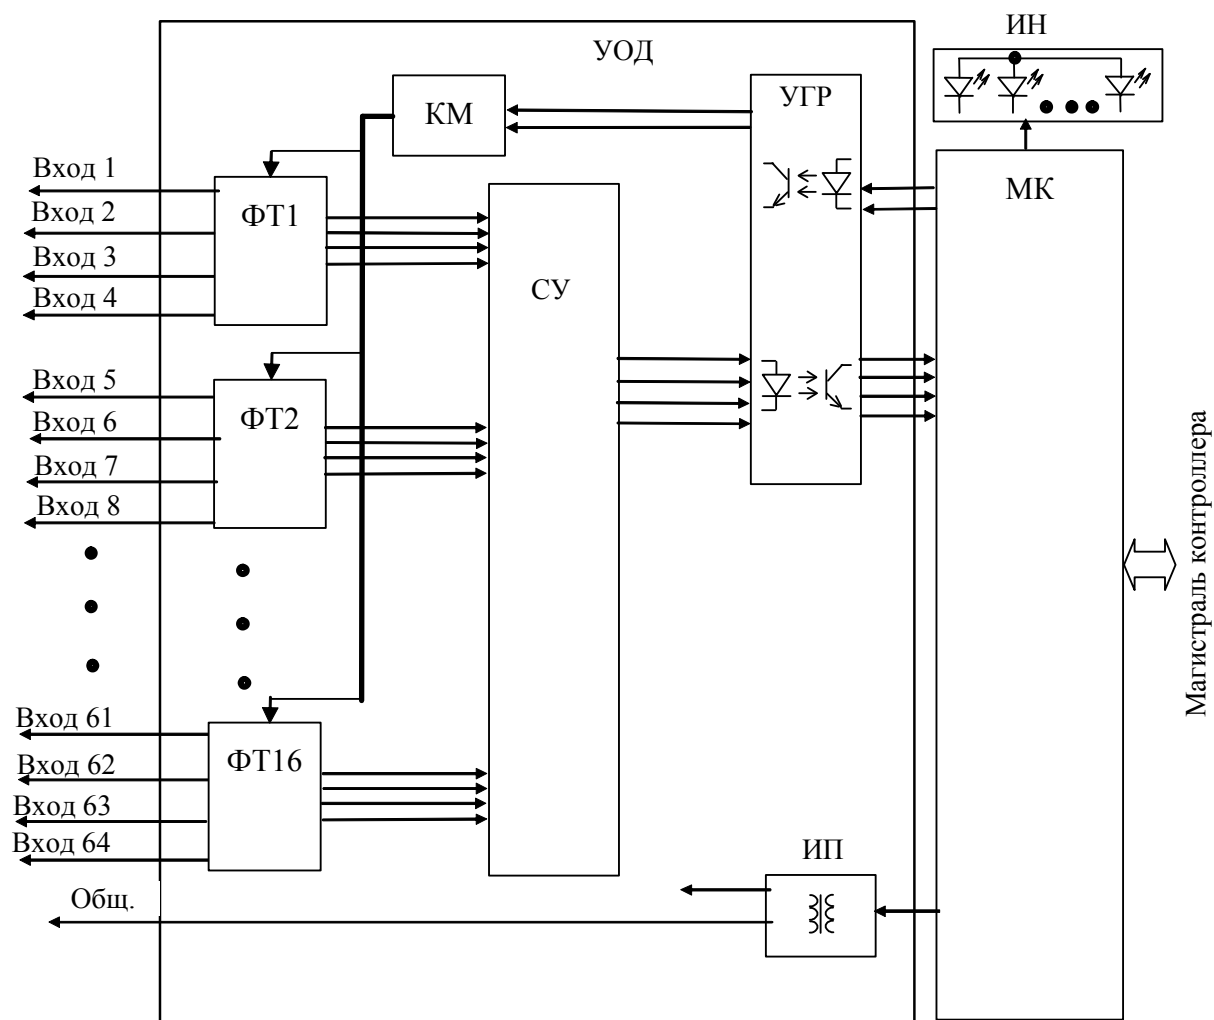 ИН
УОД
УГР
КМ
МК
Вход 1
Вход 2
Вход 3
Вход 4
ФТ1
СУ
Вход 5
Вход 6
Вход 7
Вход 8
ФТ2
Магистраль контроллера
Вход 61
Вход 62
Вход 63
Вход 64
ФТ16
ИП
Общ.